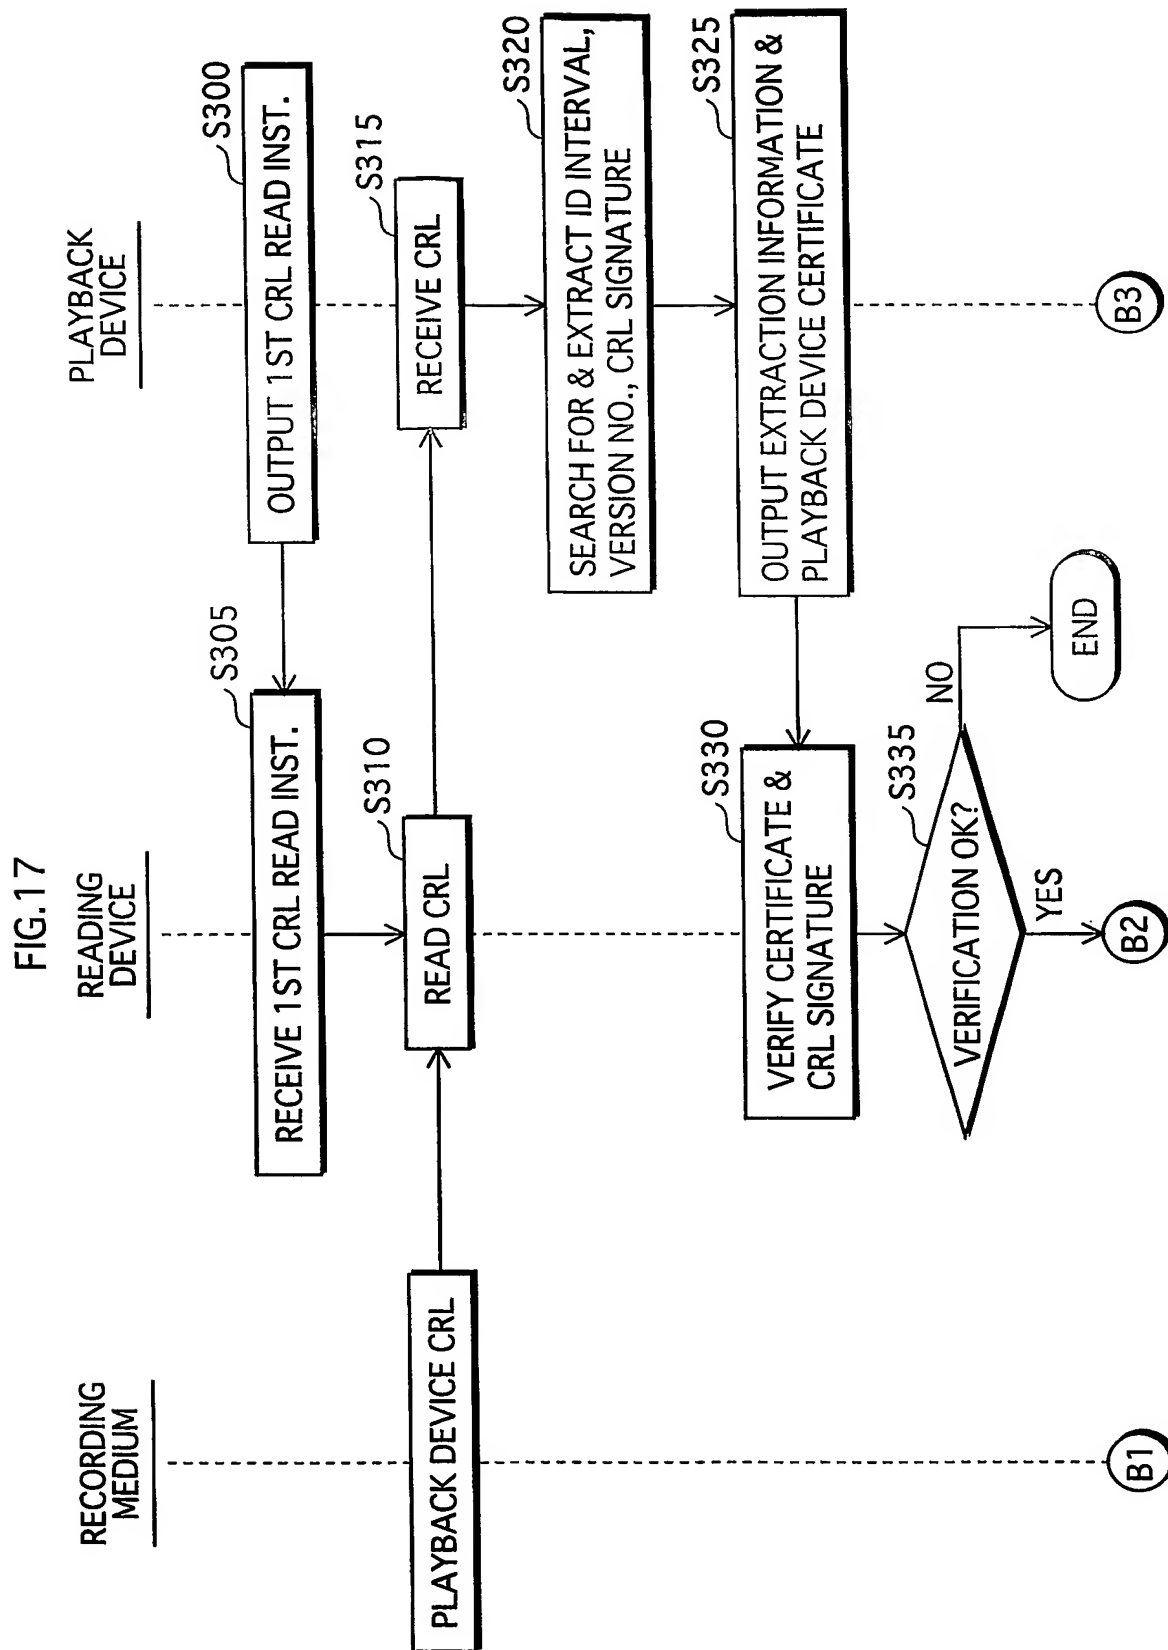 FIG.17
RECORDING
MEDIUM
READING
DEVICE
PLAYBACK
DEVICE
S300
OUTPUT 1ST CRL READ INST.
S305
RECEIVE 1ST CRL READ INST.
PLAYBACK DEVICE CRL
S310
READ CRL
S315
RECEIVE CRL
S320
SEARCH FOR & EXTRACT ID INTERVAL,
VERSION NO., CRL SIGNATURE
S325
OUTPUT EXTRACTION INFORMATION &
PLAYBACK DEVICE CERTIFICATE
S330
VERIFY CERTIFICATE &
CRL SIGNATURE
S335
VERIFICATION OK?
NO
END
YES
B1
B2
B3